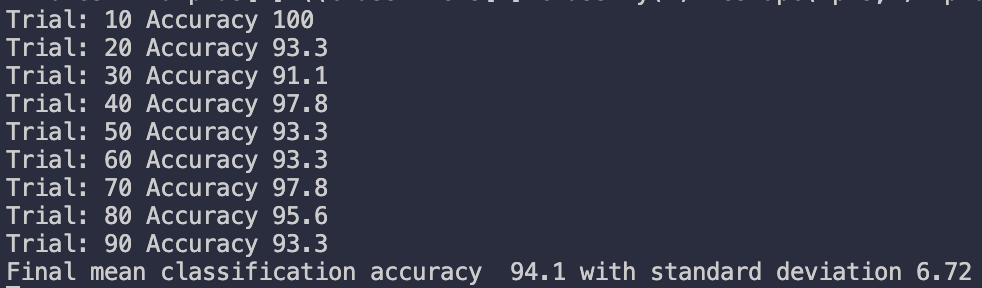 Trial: 10 Accuracy 100
Trial: 20 Accuracy 93.3
Trial: 30 Accuracy 91.1
Trial: 40 Accuracy 97.8
Trial: 50 Accuracy 93.3
Trial: 60 Accuracy 93.3
Trial: 70 Accuracy 97.8
Trial: 80 Accuracy 95.6
Trial: 90 Accuracy 93.3
Final mean classification accuracy  94.1 with standard deviation 6.72